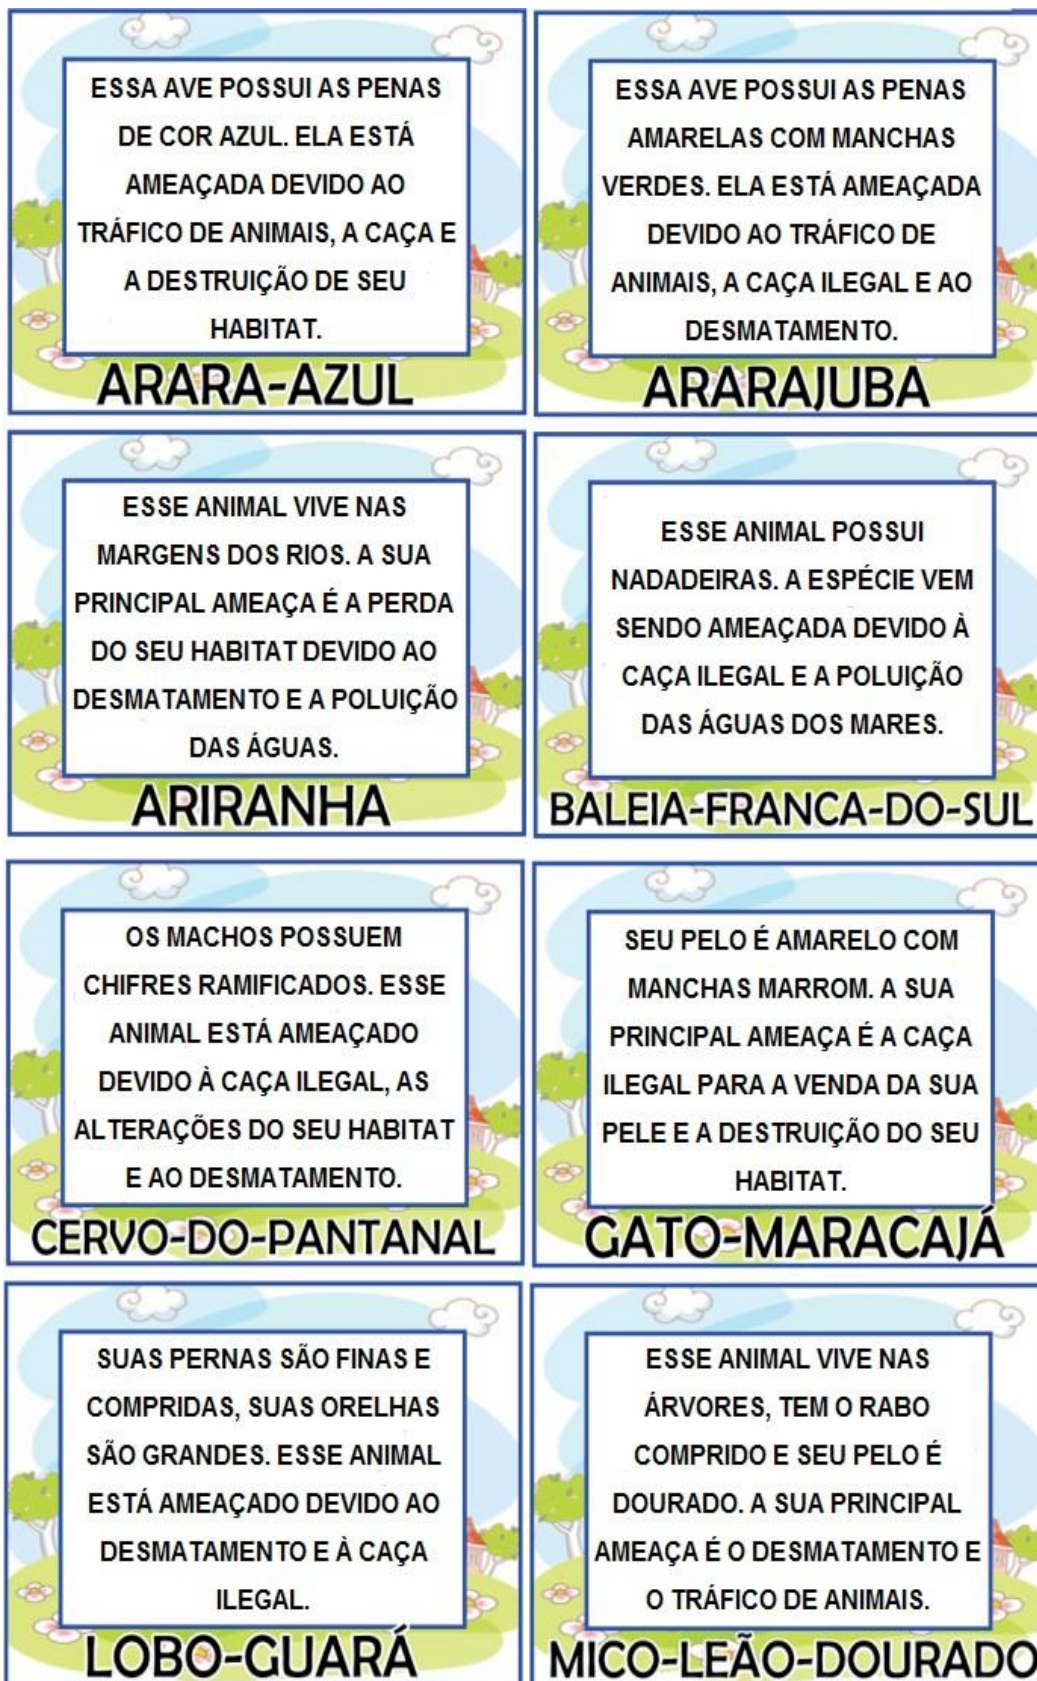 ESSA AVE POSSUI AS PENAS
DE COR AZUL. ELA ESTÁ
AMEAÇADA DEVIDO AO
TRÁFICO DE ANIMAIS, A CAÇA E
A DESTRUIÇÃO DE SEU
HABITAT.
ARARA-AZUL
ESSA AVE POSSUI AS PENAS
AMARELAS COM MANCHAS
VERDES. ELA ESTÁ AMEAÇADA
DEVIDO AO TRÁFICO DE
ANIMAIS, A CAÇA ILEGAL E AO
DESMATAMENTO.
ARARAJUBA
ESSE ANIMAL VIVE NAS
MARGENS DOS RIOS. A SUA
PRINCIPAL AMEAÇA É A PERDA
DO SEU HABITAT DEVIDO AO
DESMATAMENTO E A POLUIÇÃO
DAS ÁGUAS.
ARIRANHA
ESSE ANIMAL POSSUI
NADADEIRAS. A ESPÉCIE VEM
SENDO AMEAÇADA DEVIDO À
CAÇA ILEGAL E A POLUIÇÃO
DAS ÁGUAS DOS MARES.
BALEIA-FRANCA-DO-SUL
OS MACHOS POSSUEM
CHIFRES RAMIFICADOS. ESSE
ANIMAL ESTÁ AMEAÇADO
DEVIDO À CAÇA ILEGAL, AS
ALTERAÇÕES DO SEU HABITAT
E AO DESMATAMENTO.
CERVO-DO-PANTANAL
SEU PELO É AMARELO COM
MANCHAS MARROM. A SUA
PRINCIPAL AMEAÇA É A CAÇA
ILEGAL PARA A VENDA DA SUA
PELE E A DESTRUIÇÃO DO SEU
HABITAT.
GATO-MARACAJÁ
SUAS PERNAS SÃO FINAS E
COMPRIDAS, SUAS ORELHAS
SÃO GRANDES. ESSE ANIMAL
ESTÁ AMEAÇADO DEVIDO AO
DESMATAMENTO E À CAÇA
ILEGAL.
LOBO-GUARÁ
ESSE ANIMAL VIVE NAS
ÁRVORES, TEM O RABO
COMPRIDO E SEU PELO É
DOURADO. A SUA PRINCIPAL
AMEAÇA É O DESMATAMENTO E
O TRÁFICO DE ANIMAIS.
MICO-LEÃO-DOURADO